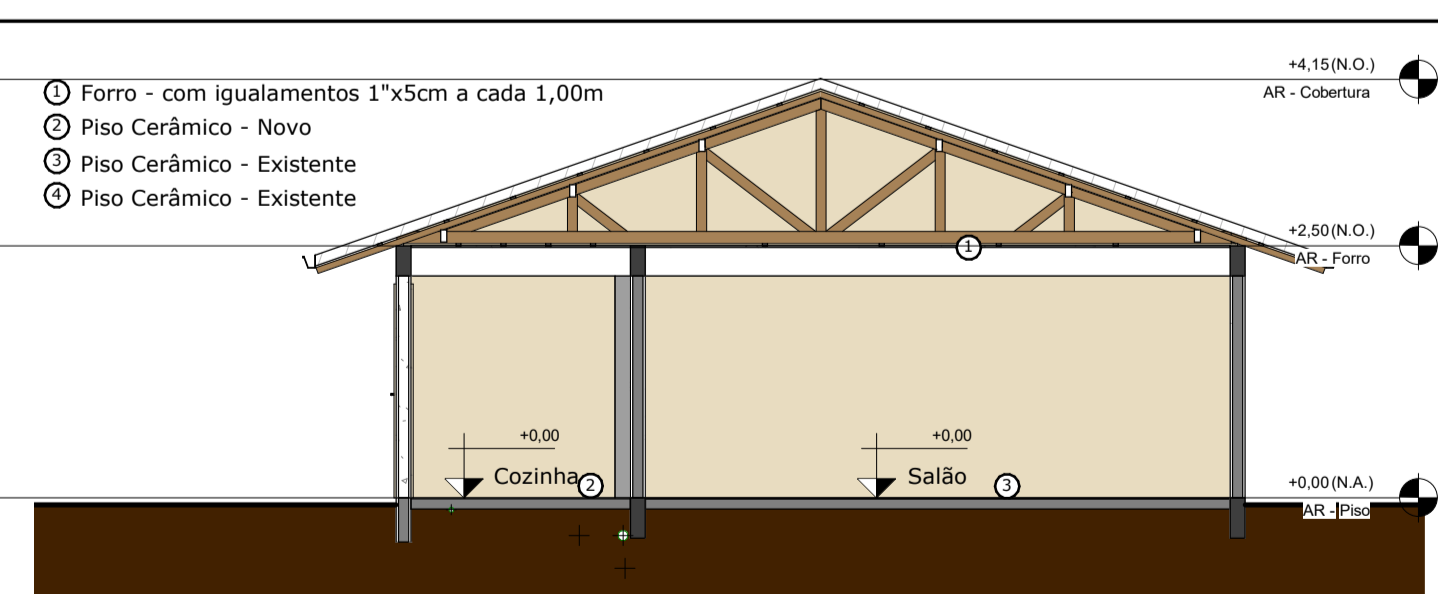 +4,15(N.O.)
AR - Cobertura
1 Forro - com igualamentos 1"x5cm a cada 1,00m
2 Piso Cerâmico - Novo
3 Piso Cerâmico - Existente
4 Piso Cerâmico - Existente
+2,50(N.O.)
AR - Forro
1
+0,00
+0,00
Cozinha 2
Salão 3
+0,00(N.A.)
AR - Piso